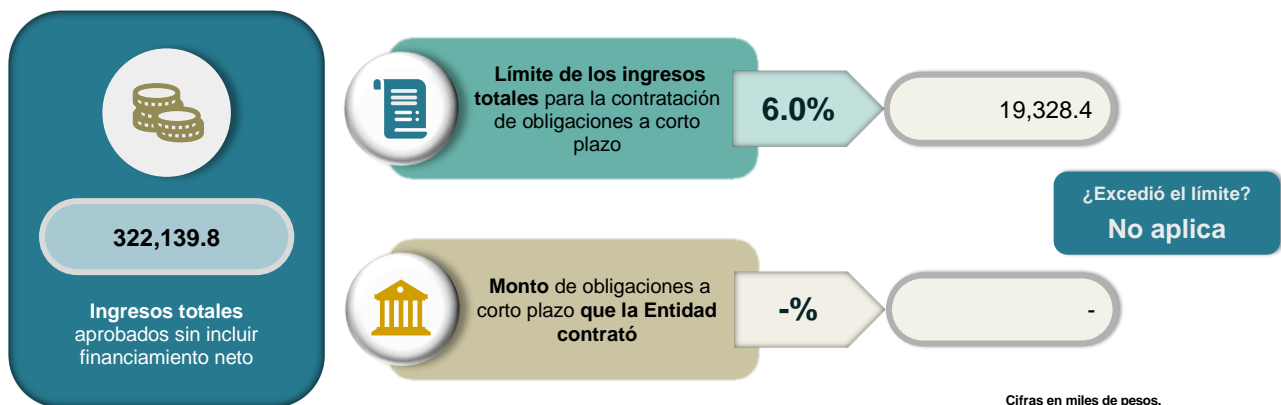 322,139.8
Ingresos totales
aprobados sin incluir
financiamiento neto
Límite de los ingresos
totales para la contratación
de obligaciones a corto
plazo
6.0%
19,328.4
¿Excedió el límite?
No aplica
Monto de obligaciones a
corto plazo que la Entidad
contrató
-%
-
Cifras en miles de pesos.